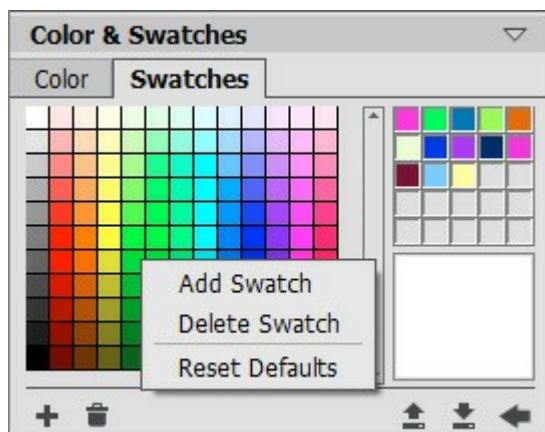 Color & Swatches
Color Swatches
Add Swatch
Delete Swatch
Reset Defaults